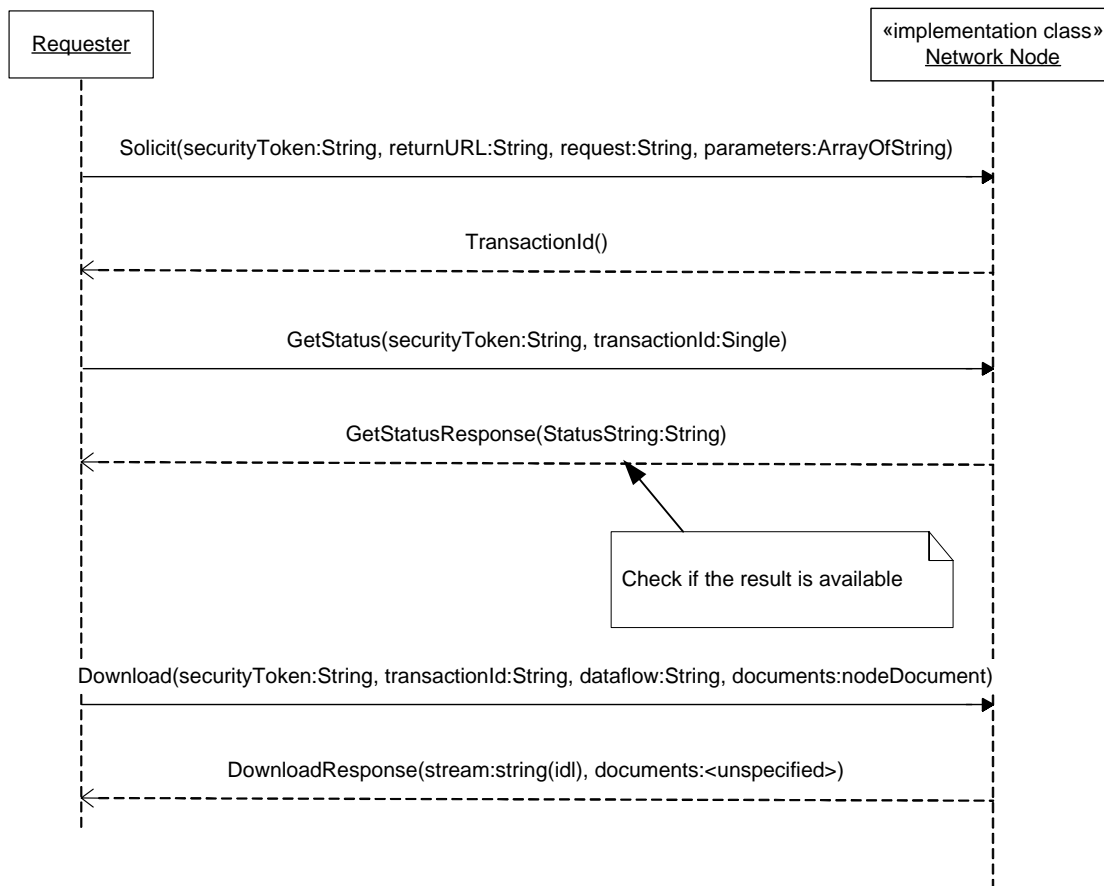 Requester
«implementation class»
Network Node
Solicit(securityToken:String, returnURL:String, request:String, parameters:ArrayOfString)
TransactionId()
GetStatus(securityToken:String, transactionId:Single)
GetStatusResponse(StatusString:String)
Check if the result is available
Download(securityToken:String, transactionId:String, dataflow:String, documents:nodeDocument)
DownloadResponse(stream:string(idl), documents:<unspecified>)